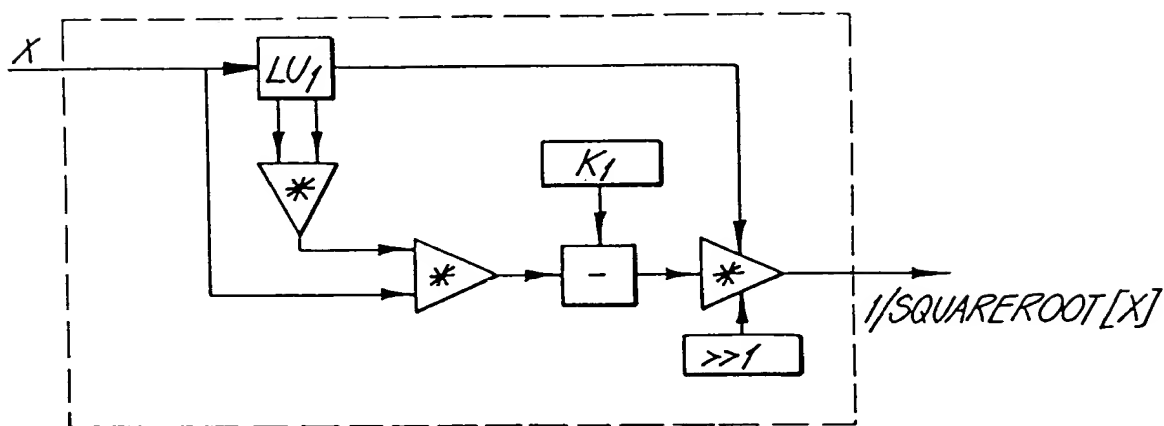 X
LU1
*
K1
*
-
*
>>1
1/SQUAREROOT[X]